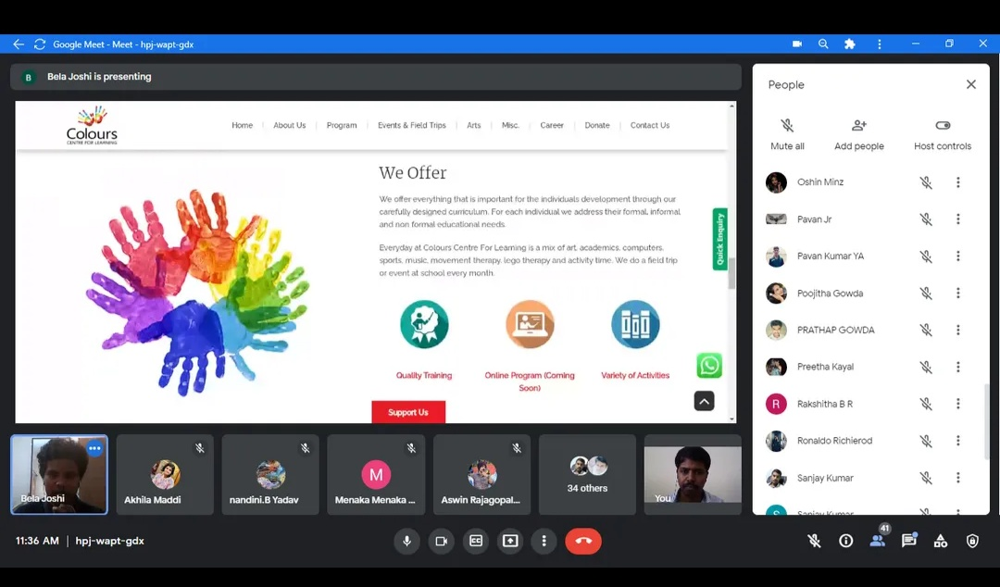 Google Meet - Meet - hpj-wapt-gdx
B
Bela Joshi is presenting
Colours
CENTRE FOR LEARNING
Home
About Us
Program
Events & Field Trips
Arts
Misc.
Career
Donate
Contact Us
We Offer
We offer everything that is important for the individuals development through our
carefully designed curriculum. For each individual we address their formal, informal
and non formal educational needs.
Everyday at Colours Centre For Learning is a mix of art, academics, computers,
sports, music, movement therapy, lego therapy and activity time. We do a field trip
or event at school every month.
Quick Enquiry
Quality Training
Online Program (Coming
Soon)
Variety of Activities
Support Us
People
Mute all
Add people
Host controls
Oshin Minz
Pavan Jr
Pavan Kumar YA
Poojitha Gowda
PRATHAP GOWDA
Preetha Kayal
R
Rakshitha B R
Ronaldo Richierod
Sanjay Kumar
S
Sanjay Kumar
Bela Joshi
Akhila Maddi
nandini.B Yadav
M
Menaka Menaka ...
Aswin Rajagopal...
34 others
You
11:36 AM | hpj-wapt-gdx
CC
41